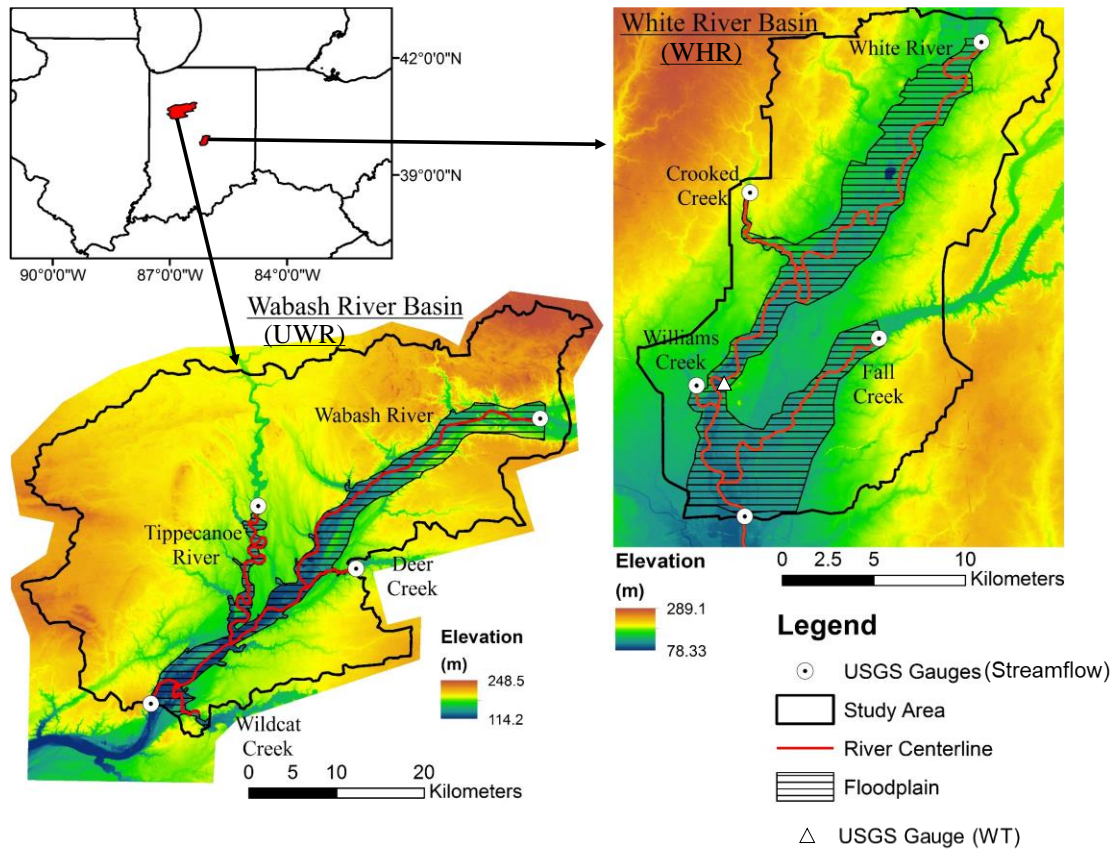 42°0'0"N
39°0'0"N
90°0'0"W
87°0'0"W
84°0'0"W
White River Basin
(WHR)
White River
Crooked
Creek
Williams
Creek
Fall
Creek
Wabash River Basin
(UWR)
Wabash River
Tippecanoe
River
Deer
Creek
Wildcat
Creek
Elevation
(m)
248.5
114.2
0 5 10 20
Kilometers
Elevation
(m)
289.1
78.33
0 2.5 5 10
Kilometers
Legend
USGS Gauges (Streamflow)
Study Area
River Centerline
Floodplain
USGS Gauge (WT)